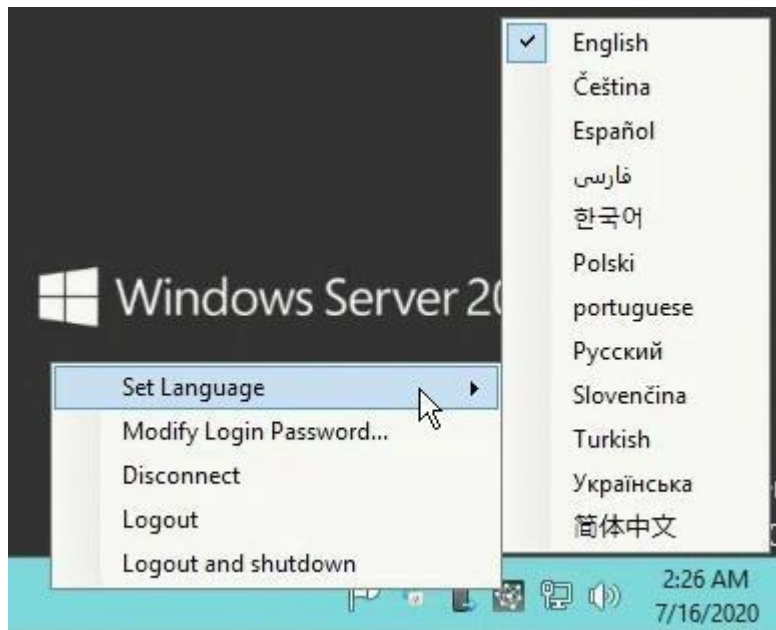 English
Čeština
Español
فارسی
한국어
Polski
portuguese
Русский
Slovenčina
Turkish
Українська
简体中文
Windows Server 20
Set Language
Modify Login Password...
Disconnect
Logout
Logout and shutdown
2:26 AM
7/16/2020